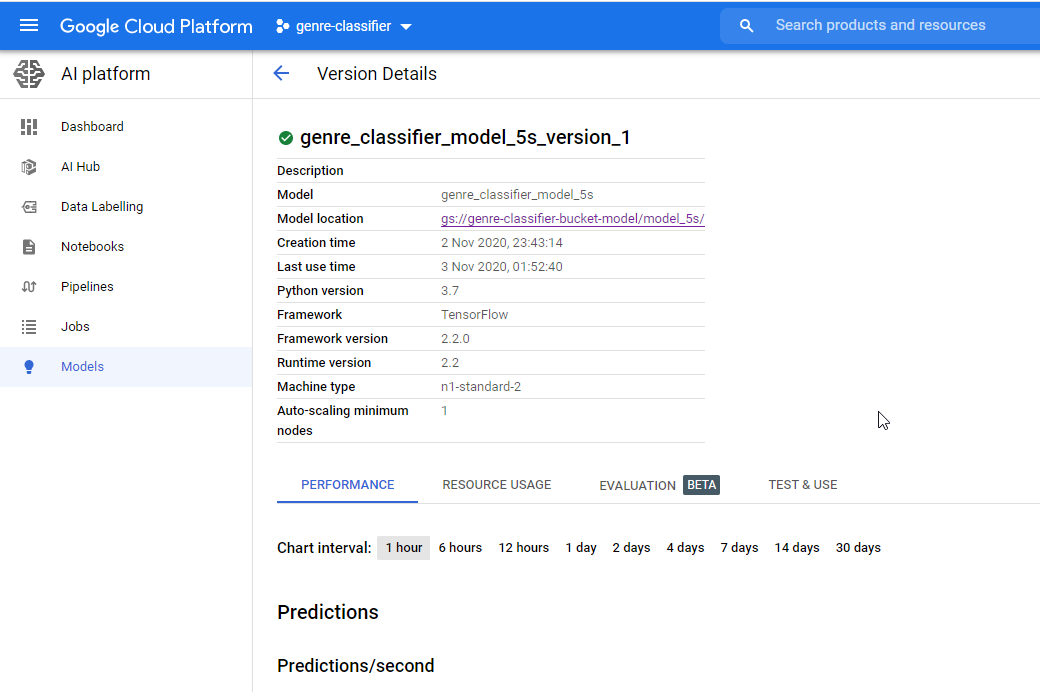 Google Cloud Platform genre-classifier Search products and resources
AI platform
Version Details
Dashboard
AI Hub
Data Labelling
Notebooks
Pipelines
Jobs
Models
genre_classifier_model_5s_version_1
Description
Model genre_classifier_model_5s
Model location gs://genre-classifier-bucket-model/model_5s/
Creation time 2 Nov 2020, 23:43:14
Last use time 3 Nov 2020, 01:52:40
Python version 3.7
Framework TensorFlow
Framework version 2.2.0
Runtime version 2.2
Machine type n1-standard-2
Auto-scaling minimum 1
nodes
PERFORMANCE RESOURCE USAGE EVALUATION BETA TEST & USE
Chart interval: 1 hour 6 hours 12 hours 1 day 2 days 4 days 7 days 14 days 30 days
Predictions
Predictions/second